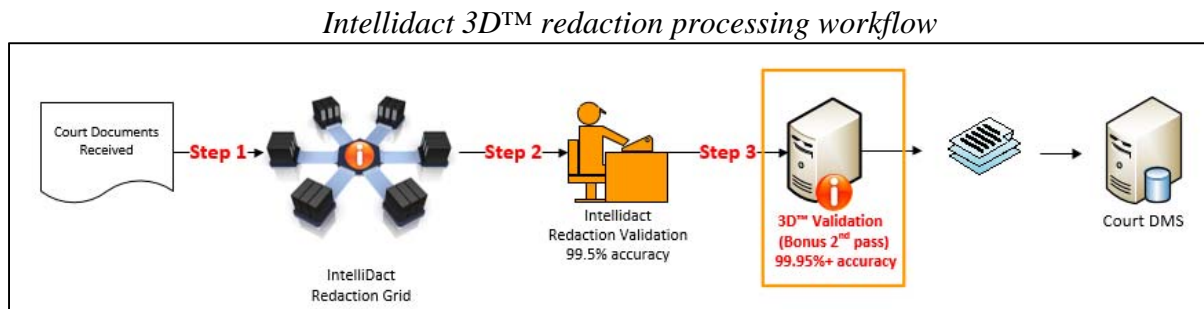 Intellidact 3D™ redaction processing workflow
Court Documents
Received
Step 1
IntelliDact
Redaction Grid
Step 2
Intellidact
Redaction Validation
99.5% accuracy
Step 3
3D™ Validation
(Bonus 2nd pass)
99.95%+ accuracy
Court DMS